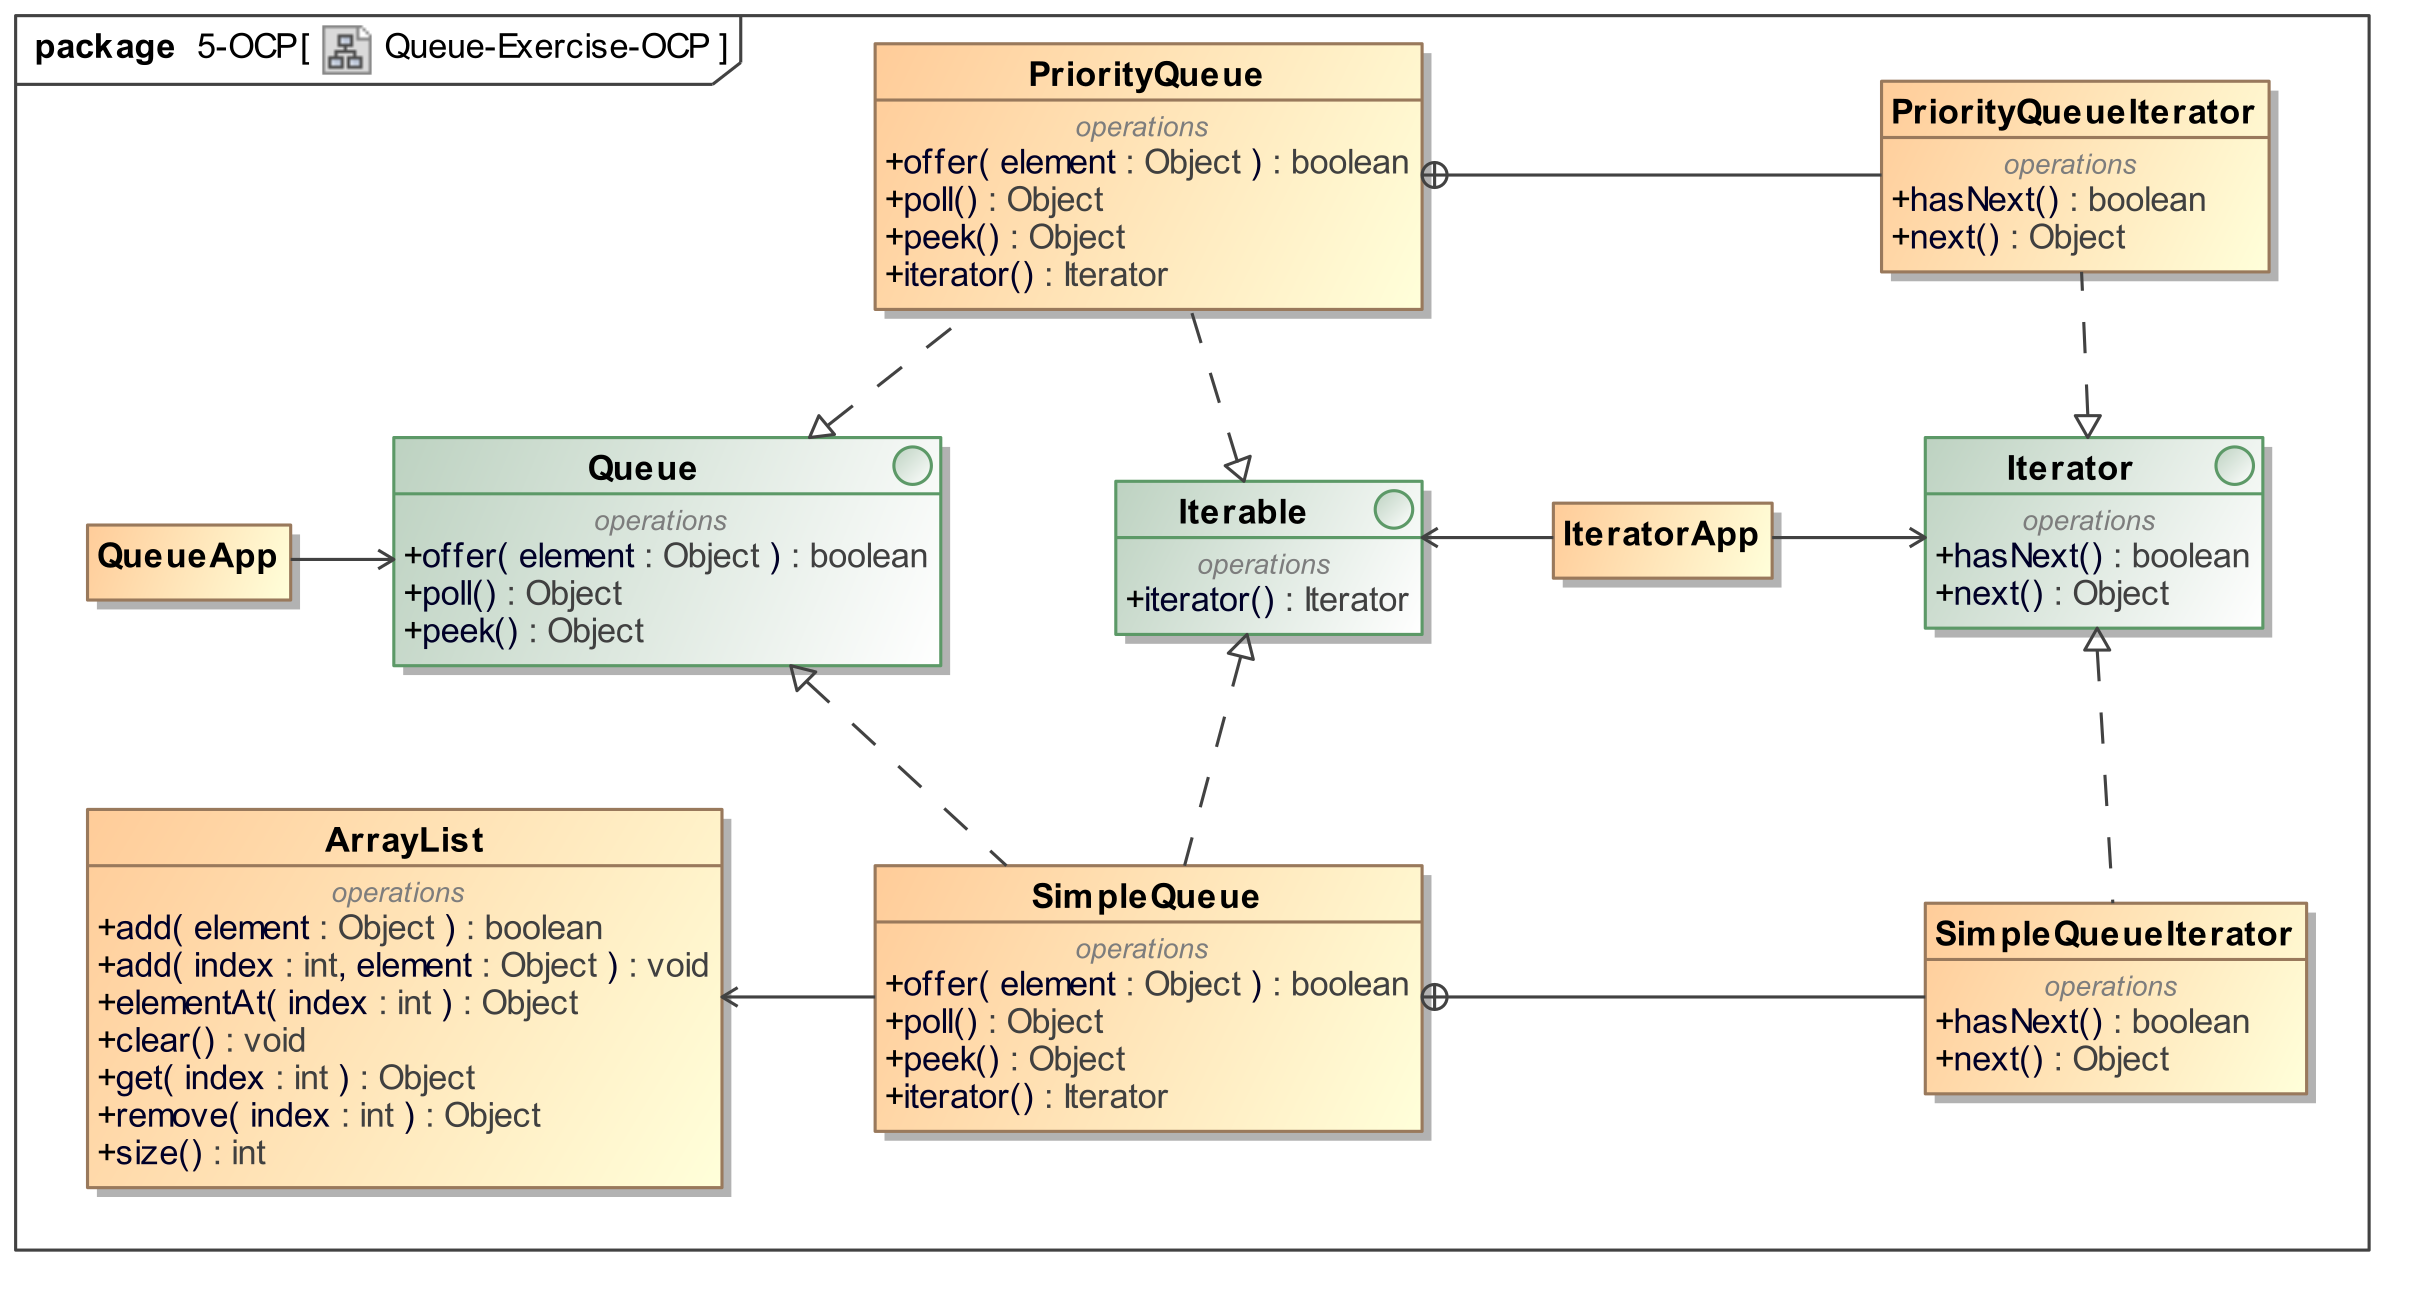 package 5-OCP[ Queue-Exercise-OCP ]
PriorityQueue
operations
+offer( element : Object ) : boolean
+poll() : Object
+peek() : Object
+iterator() : Iterator
PriorityQueueIterator
operations
+hasNext() : boolean
+next() : Object
Queue
operations
+offer( element : Object ) : boolean
+poll() : Object
+peek() : Object
QueueApp
Iterable
operations
+iterator() : Iterator
IteratorApp
Iterator
operations
+hasNext() : boolean
+next() : Object
ArrayList
operations
+add( element : Object ) : boolean
+add( index : int, element : Object ) : void
+elementAt( index : int ) : Object
+clear() : void
+get( index : int ) : Object
+remove( index : int ) : Object
+size() : int
SimpleQueue
operations
+offer( element : Object ) : boolean
+poll() : Object
+peek() : Object
+iterator() : Iterator
SimpleQueueIterator
operations
+hasNext() : boolean
+next() : Object